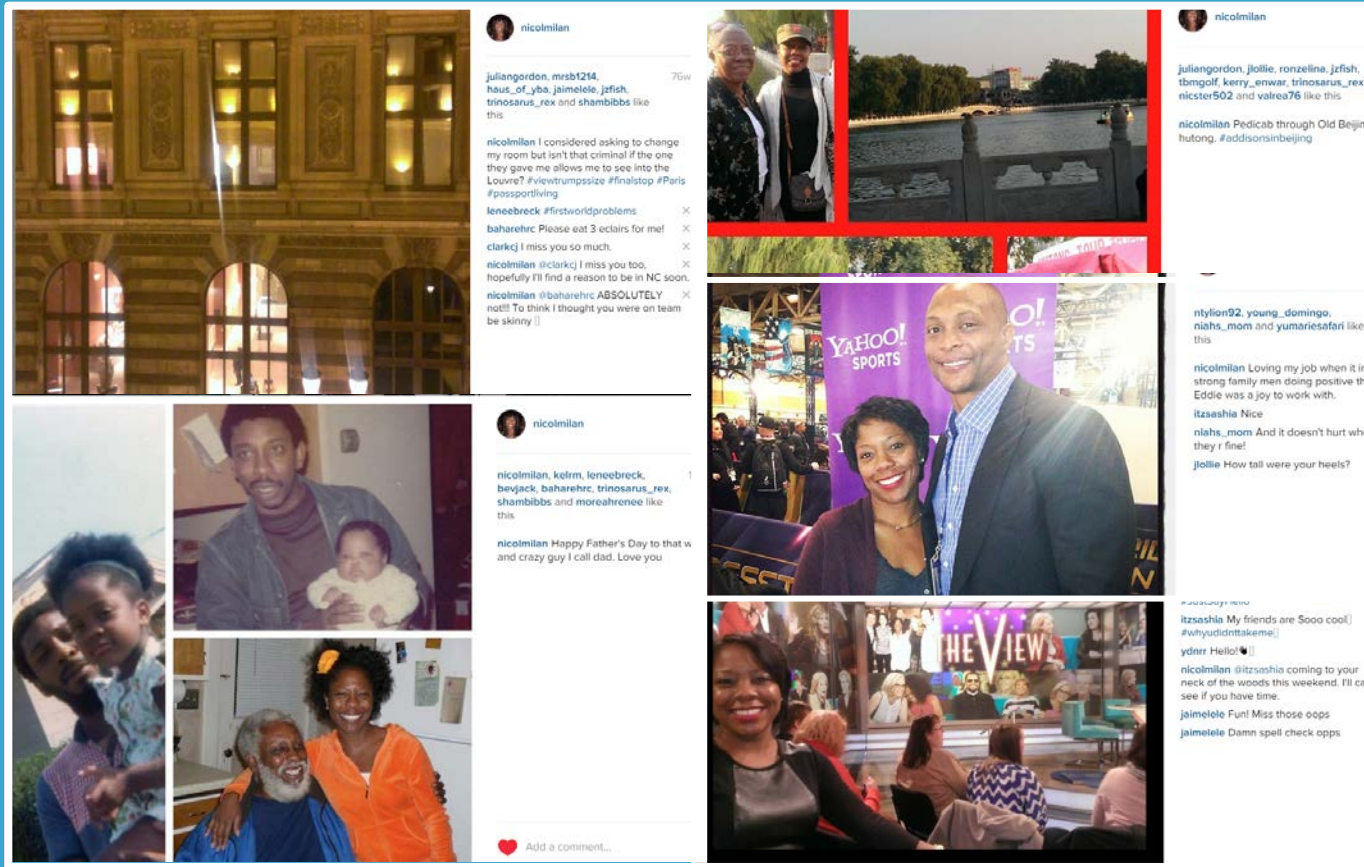 nicolmilan
juliangordon, mrsb1214,
76w
haus_of_yba, jaimelele, jzfish,
trinosarus_rex and shambibbs like
this
nicolmilan I considered asking to change
my room but isn't that criminal if the one
they gave me allows me to see into the
Louvre? #viewtrumpssize #finalstop #Paris
#passportliving
leneebreck #firstworldproblems
baharehrc Please eat 3 eclairs for me!
clarkcj I miss you so much.
nicolmilan @clarkcj I miss you too,
hopefully I'll find a reason to be in NC soon.
nicolmilan @baharehrc ABSOLUTELY
not!!! To think I thought you were on team
be skinny
nicolmilan
nicolmilan, kelrm, leneebreck,
bevjack, baharehrc, trinosarus_rex,
shambibbs and moreahrenee like
this
nicolmilan Happy Father's Day to that w
and crazy guy I call dad. Love you
Add a comment...
nicolmilan
juliangordon, jlollie, ronzelina, jzfish,
tbmgolf, kerry_enwar, trinosarus_rex
nicster502 and valrea76 like this
nicolmilan Pedicab through Old Beijin
hutong. #addisonsinbeijing
YAHOO!
SPORTS
O!
TS
ntylion92, young_domingo,
niahs_mom and yumariesafari like
this
nicolmilan Loving my job when it in
strong family men doing positive th
Eddie was a joy to work with.
itzsashia Nice
niahs_mom And it doesn't hurt whe
they r fine!
jlollie How tall were your heels?
THE VIEW
#JustSayHello
itzsashia My friends are Sooo cool
#whyudidnttakeme
ydnrr Hello!
nicolmilan @itzsashia coming to your
neck of the woods this weekend. I'll ca
see if you have time.
jaimelele Fun! Miss those oops
jaimelele Damn spell check opps